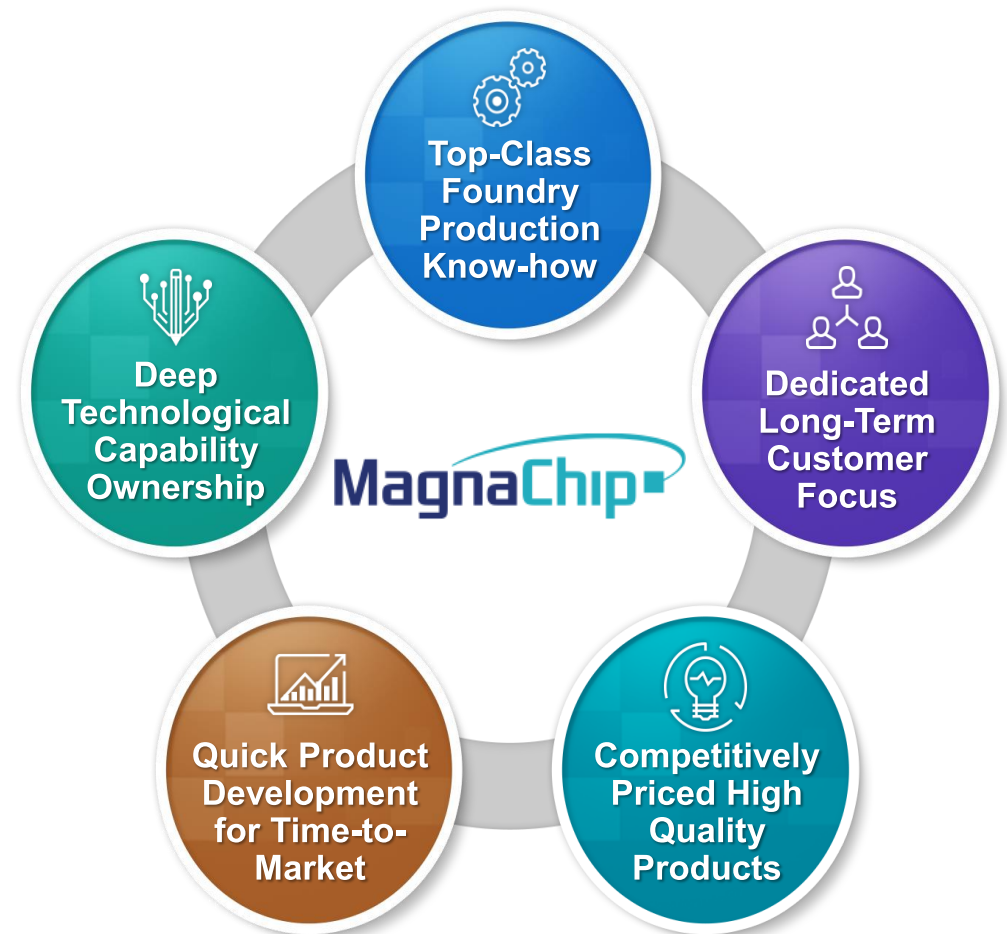 Top-Class
Foundry
Production
Know-how
Deep
Technological
Capability
Ownership
Dedicated
Long-Term
Customer
Focus
MagnaChip
Quick Product
Development
for Time-to-
Market
Competitively
Priced High
Quality
Products